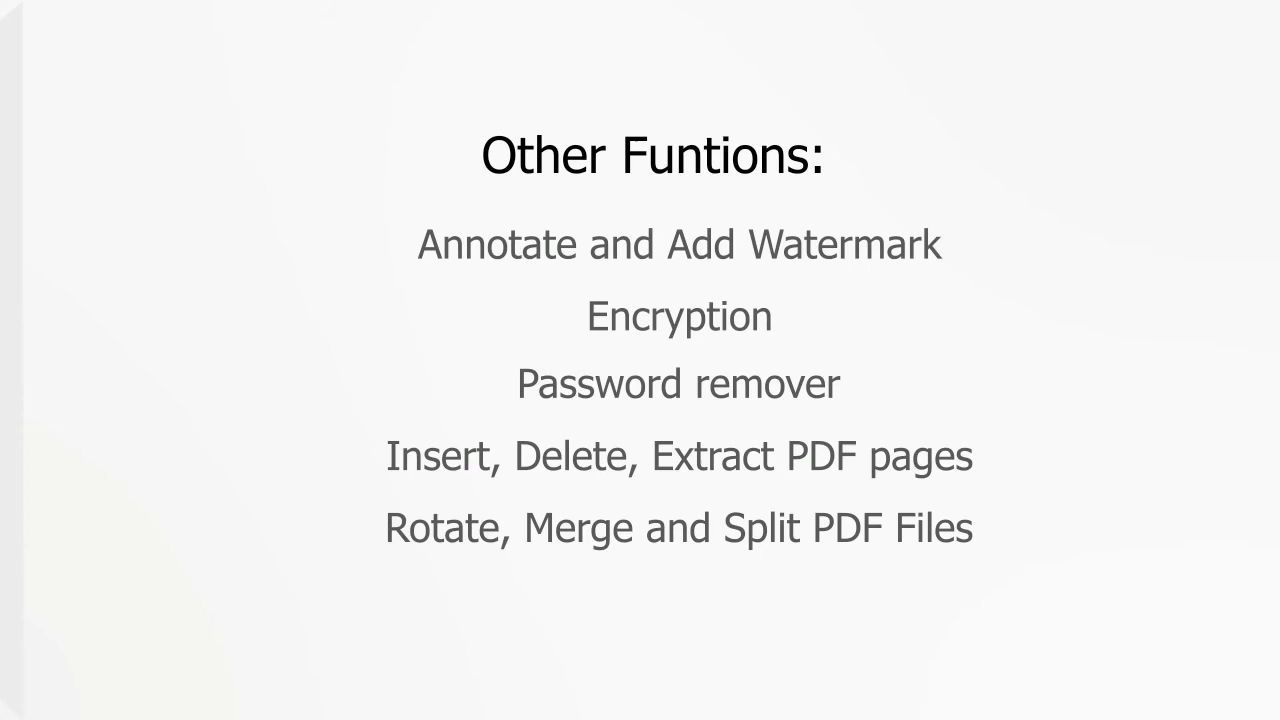 Other Funtions:
Annotate and Add Watermark
Encryption
Password remover
Insert, Delete, Extract PDF pages
Rotate, Merge and Split PDF Files